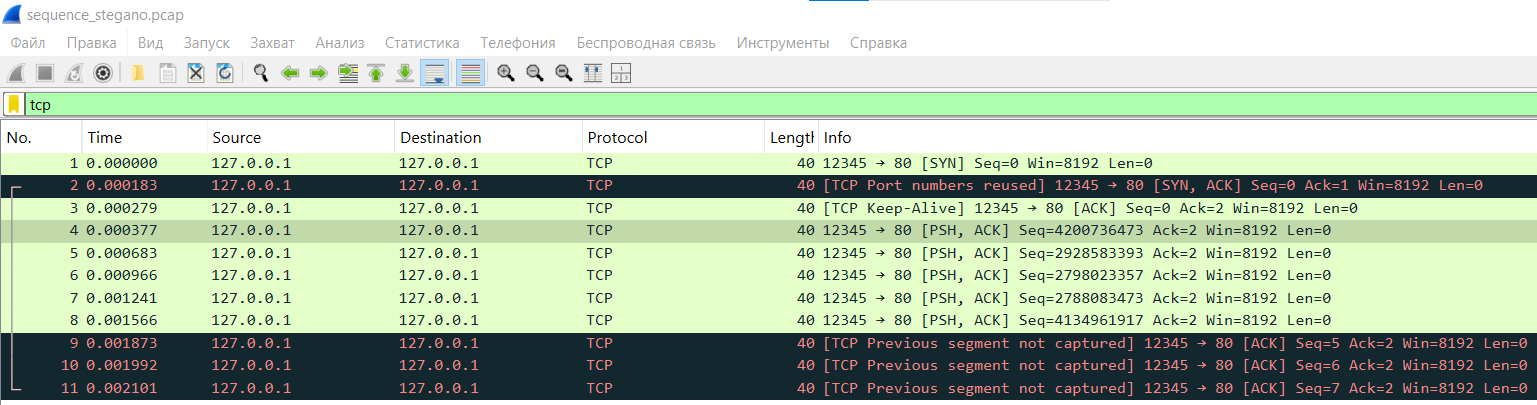 sequence_stegano.pcap
Файл Правка Вид Запуск Захват Анализ Статистика Телефония Беспроводная связь Инструменты Справка
tcp
No. Time Source Destination Protocol Length Info
1 0.000000 127.0.0.1 127.0.0.1 TCP 40 12345 → 80 [SYN] Seq=0 Win=8192 Len=0
2 0.000183 127.0.0.1 127.0.0.1 TCP 40 [TCP Port numbers reused] 12345 → 80 [SYN, ACK] Seq=0 Ack=1 Win=8192 Len=0
3 0.000279 127.0.0.1 127.0.0.1 TCP 40 [TCP Keep-Alive] 12345 → 80 [ACK] Seq=0 Ack=2 Win=8192 Len=0
4 0.000377 127.0.0.1 127.0.0.1 TCP 40 12345 → 80 [PSH, ACK] Seq=4200736473 Ack=2 Win=8192 Len=0
5 0.000683 127.0.0.1 127.0.0.1 TCP 40 12345 → 80 [PSH, ACK] Seq=2928583393 Ack=2 Win=8192 Len=0
6 0.000966 127.0.0.1 127.0.0.1 TCP 40 12345 → 80 [PSH, ACK] Seq=2798023357 Ack=2 Win=8192 Len=0
7 0.001241 127.0.0.1 127.0.0.1 TCP 40 12345 → 80 [PSH, ACK] Seq=2788083473 Ack=2 Win=8192 Len=0
8 0.001566 127.0.0.1 127.0.0.1 TCP 40 12345 → 80 [PSH, ACK] Seq=4134961917 Ack=2 Win=8192 Len=0
9 0.001873 127.0.0.1 127.0.0.1 TCP 40 [TCP Previous segment not captured] 12345 → 80 [ACK] Seq=5 Ack=2 Win=8192 Len=0
10 0.001992 127.0.0.1 127.0.0.1 TCP 40 [TCP Previous segment not captured] 12345 → 80 [ACK] Seq=6 Ack=2 Win=8192 Len=0
11 0.002101 127.0.0.1 127.0.0.1 TCP 40 [TCP Previous segment not captured] 12345 → 80 [ACK] Seq=7 Ack=2 Win=8192 Len=0